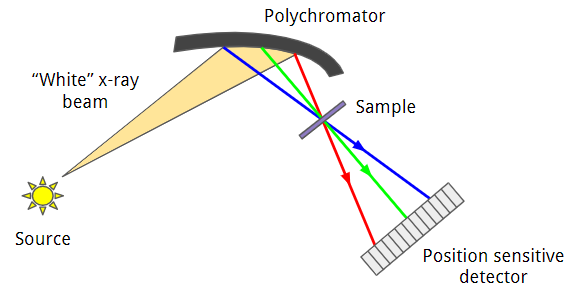 Polychromator
“White” x-ray
beam
Sample
Source
Position sensitive
detector